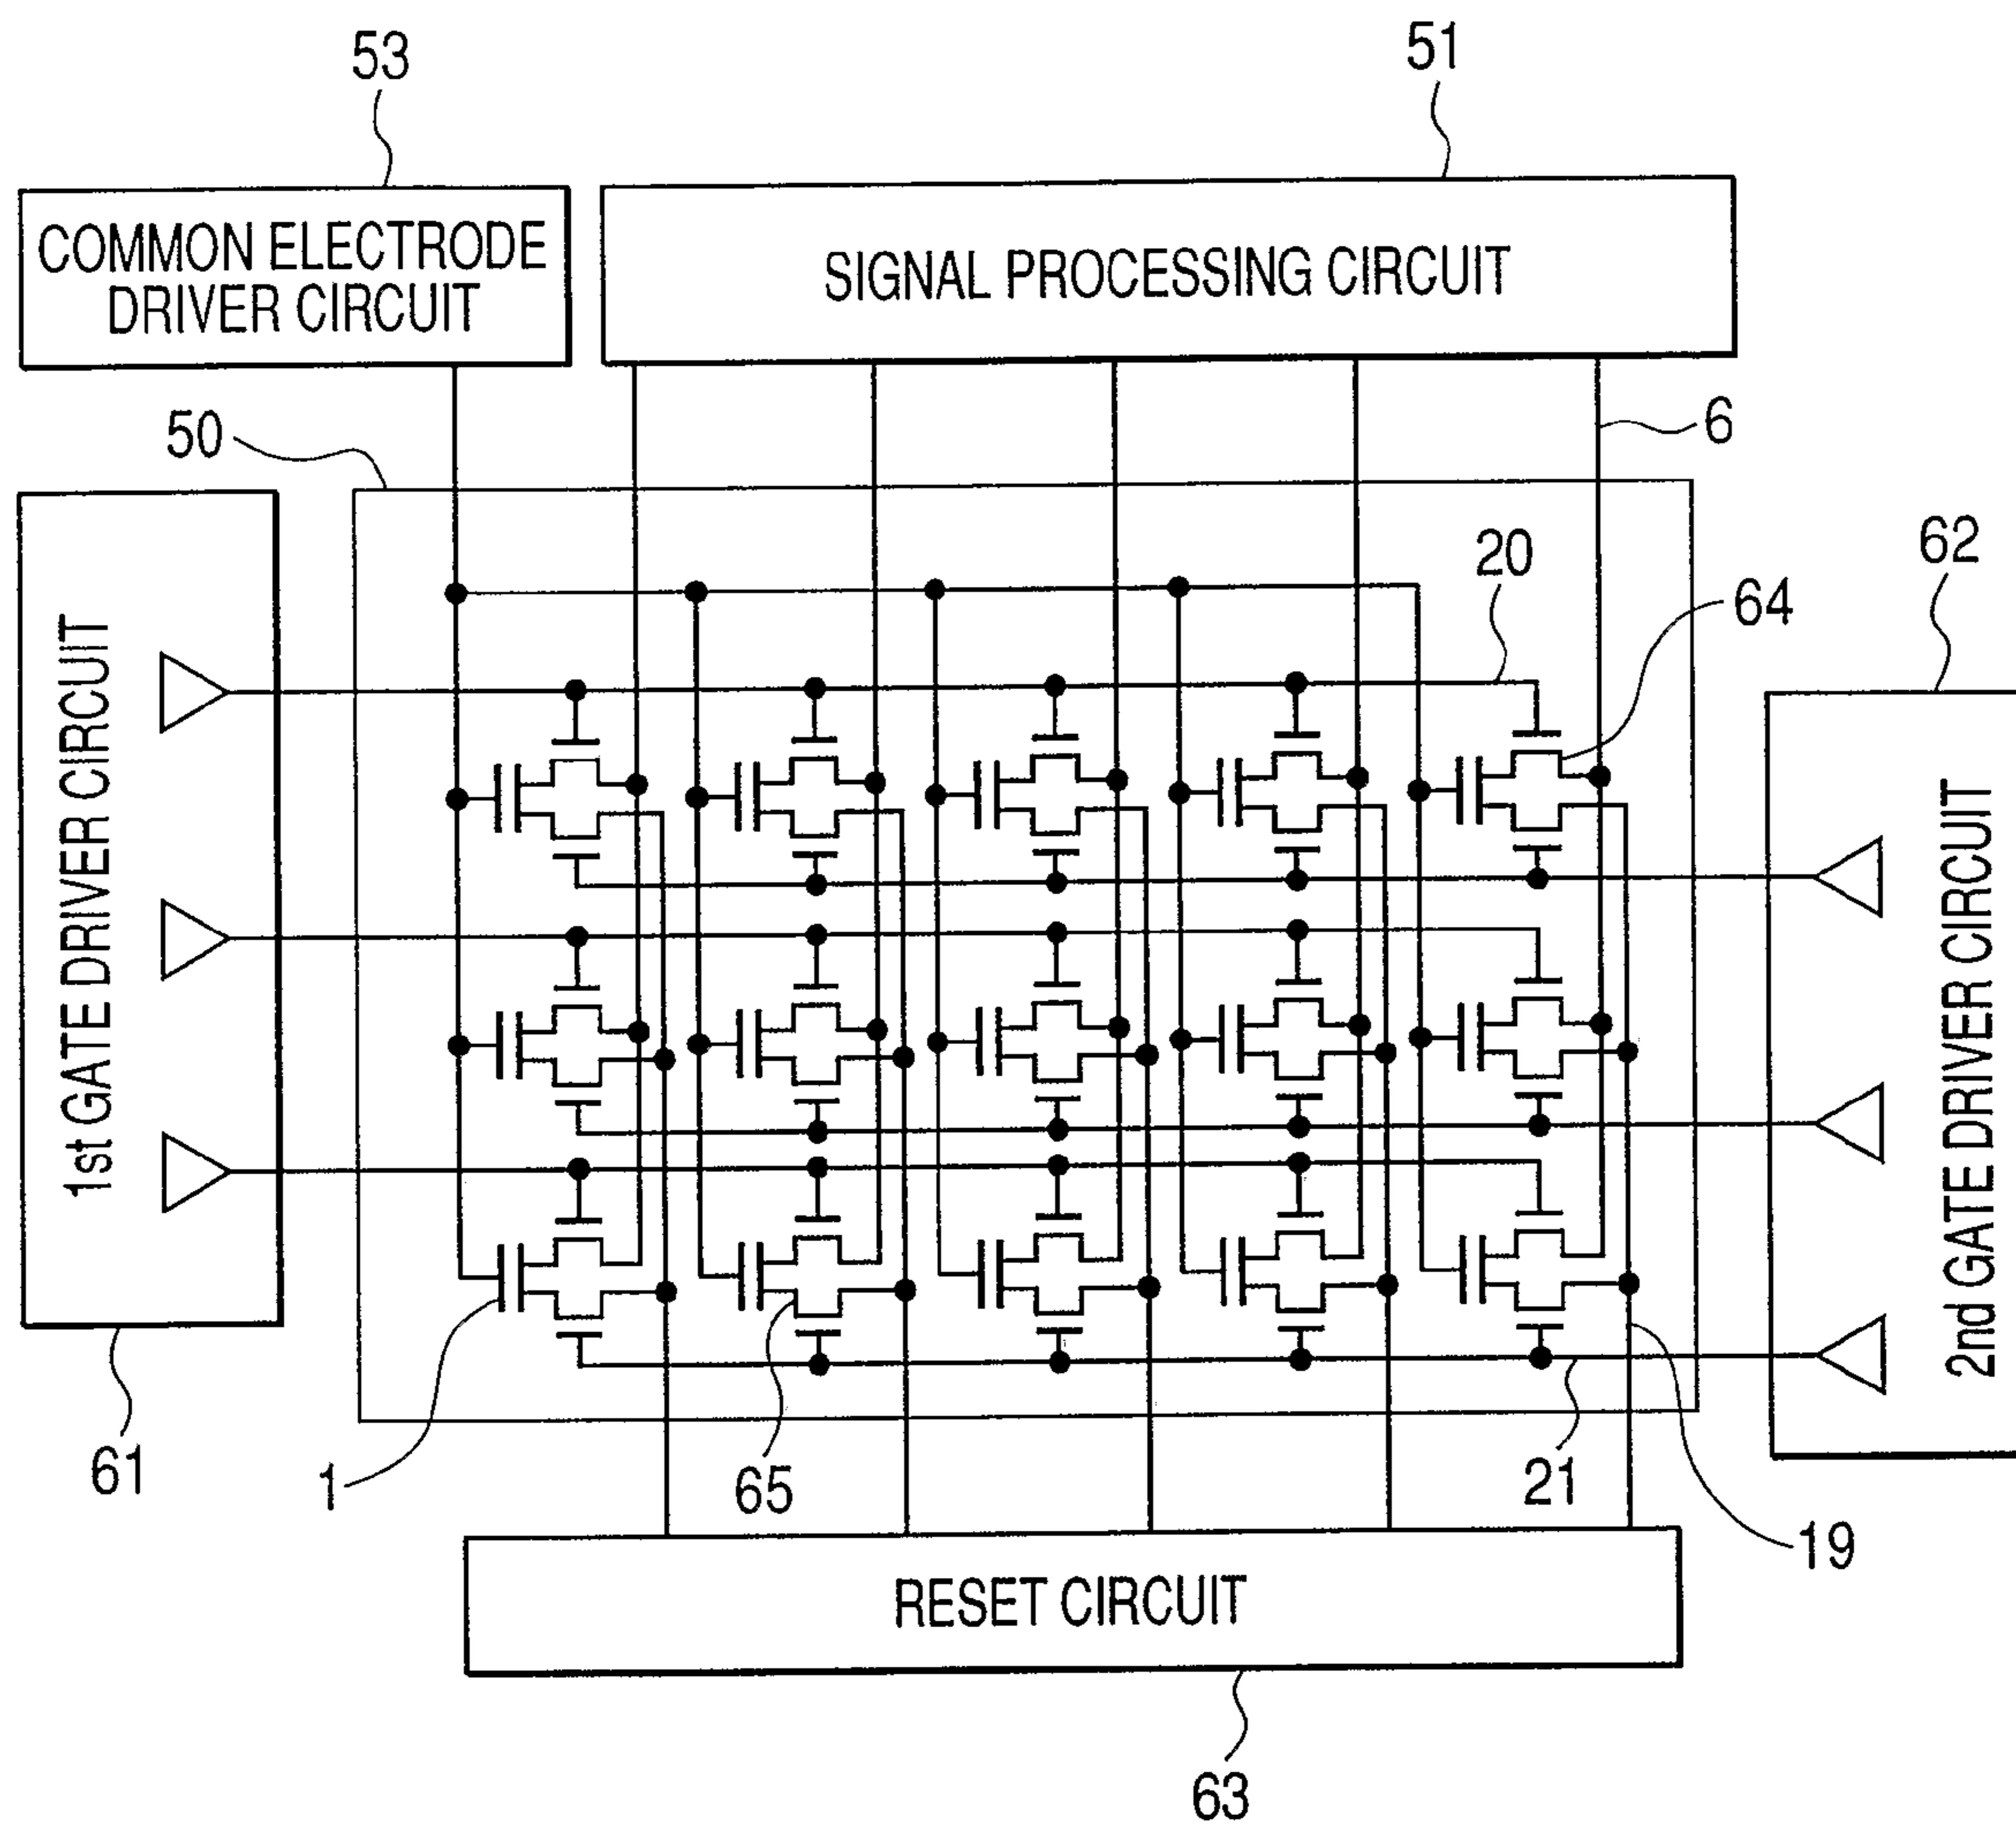 53
51
COMMON ELECTRODE
DRIVER CIRCUIT
SIGNAL PROCESSING CIRCUIT
50
6
20
62
64
1st GATE DRIVER CIRCUIT
2nd GATE DRIVER CIRCUIT
61
1
65
21
19
RESET CIRCUIT
63